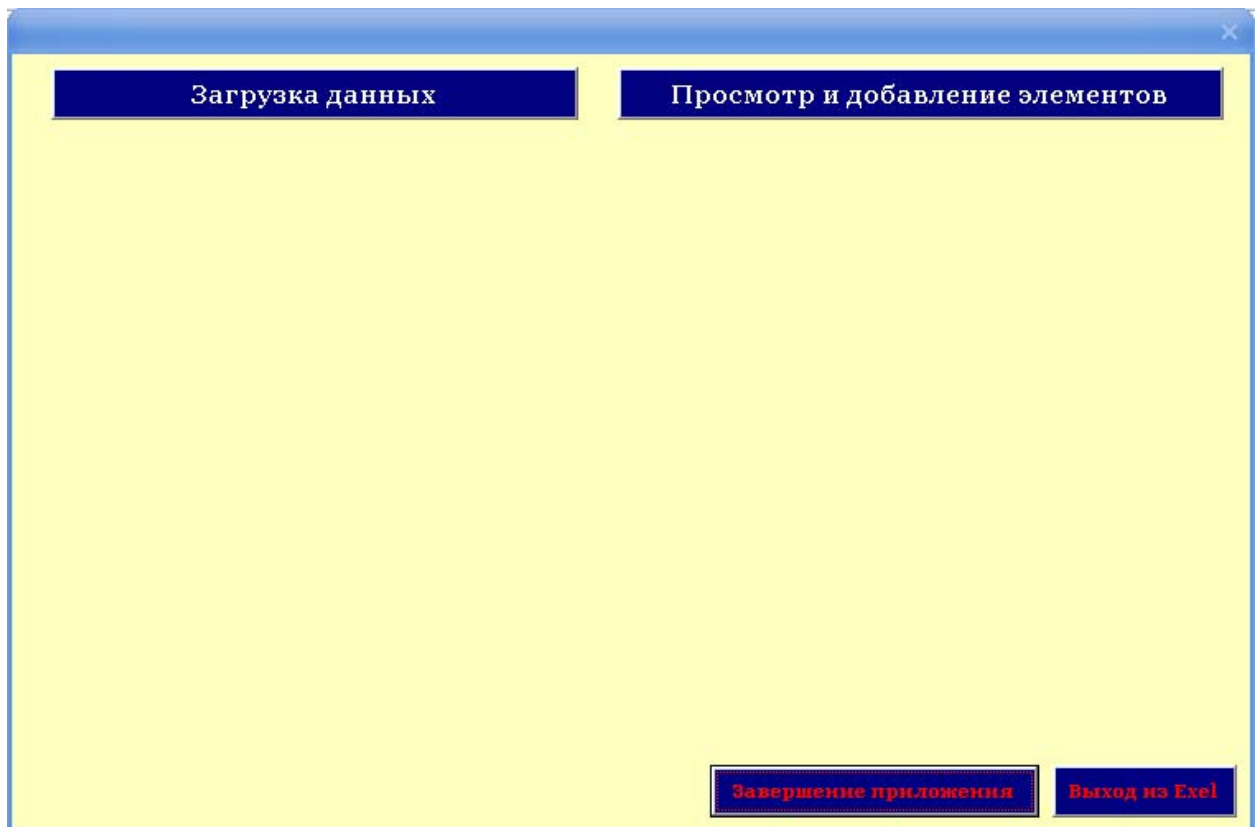 Загрузка данных
Просмотр и добавление элементов
Завершение приложения
Выход из Exel